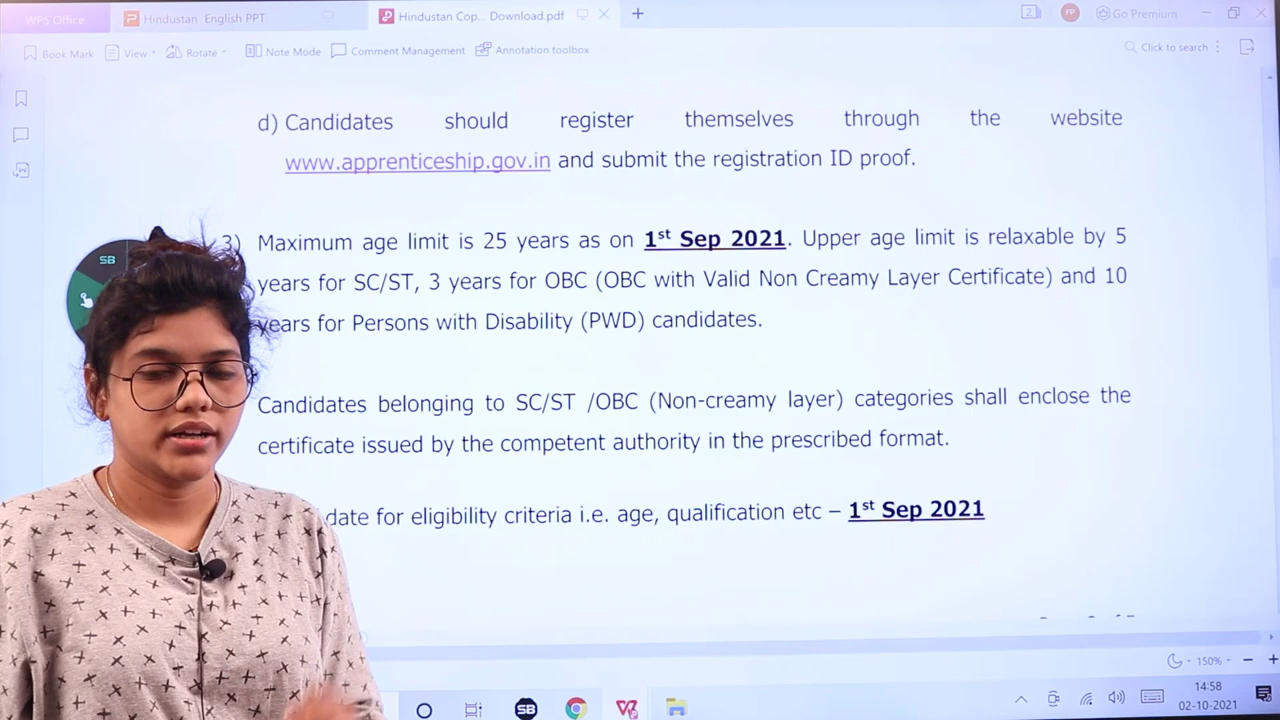 WPS Office
Hindustan English PPT
Hindustan Cop... Download.pdf
2
FP
Go Premium
Book Mark
View
Rotate
Note Mode
Comment Management
Annotation toolbox
Click to search
d) Candidates should register themselves through the website
www.apprenticeship.gov.in and submit the registration ID proof.
3) Maximum age limit is 25 years as on 1st Sep 2021. Upper age limit is relaxable by 5
years for SC/ST, 3 years for OBC (OBC with Valid Non Creamy Layer Certificate) and 10
years for Persons with Disability (PWD) candidates.
Candidates belonging to SC/ST /OBC (Non-creamy layer) categories shall enclose the
certificate issued by the competent authority in the prescribed format.
date for eligibility criteria i.e. age, qualification etc – 1st Sep 2021
SB
150%
SB
14:58
02-10-2021